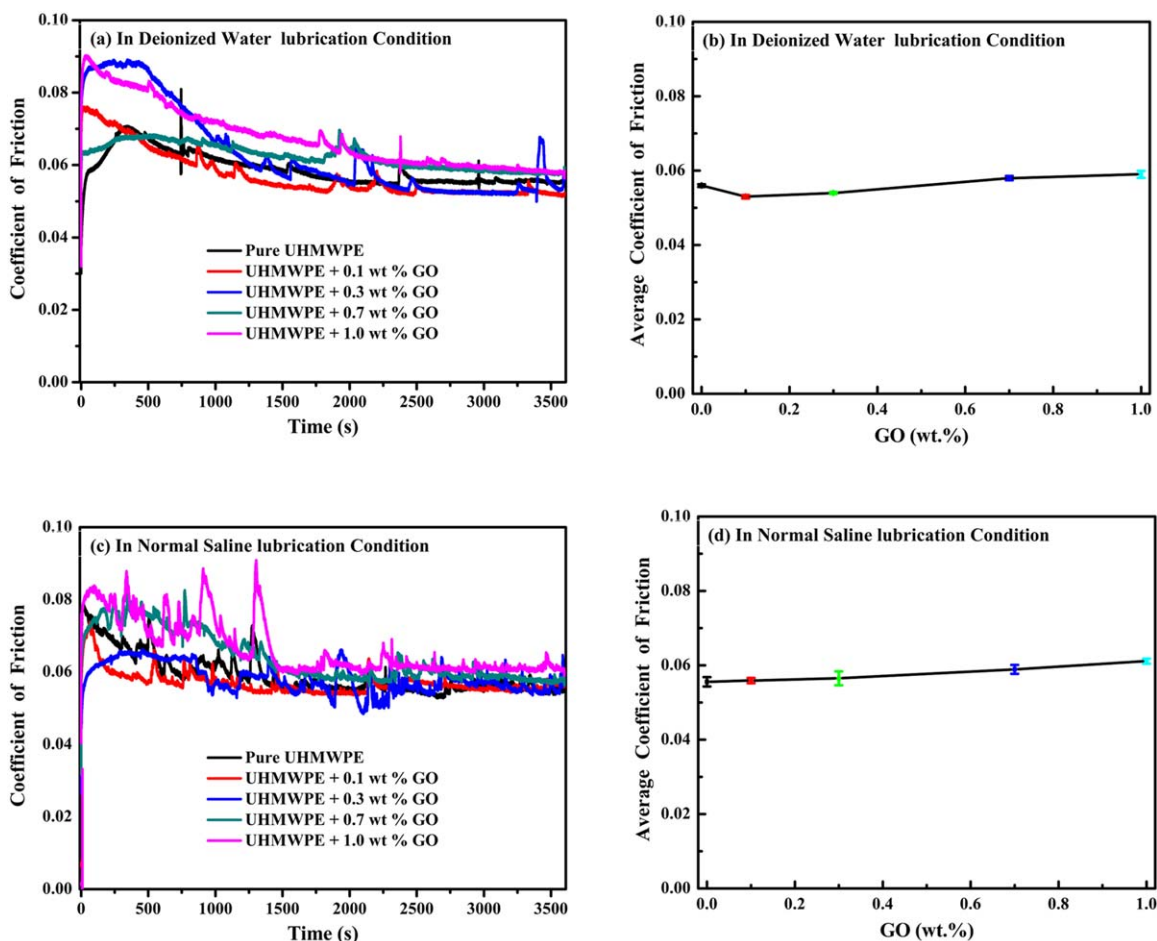 (a) In Deionized Water lubrication Condition
Coefficient of Friction
0.10
0.08
0.06
0.04
0.02
0.00
Pure UHMWPE
UHMWPE + 0.1 wt % GO
UHMWPE + 0.3 wt % GO
UHMWPE + 0.7 wt % GO
UHMWPE + 1.0 wt % GO
0 500 1000 1500 2000 2500 3000 3500
Time (s)
(b) In Deionized Water lubrication Condition
Average Coefficient of Friction
0.10
0.08
0.06
0.04
0.02
0.00
0.0 0.2 0.4 0.6 0.8 1.0
GO (wt.%)
(c) In Normal Saline lubrication Condition
Coefficient of Friction
0.10
0.08
0.06
0.04
0.02
0.00
Pure UHMWPE
UHMWPE + 0.1 wt % GO
UHMWPE + 0.3 wt % GO
UHMWPE + 0.7 wt % GO
UHMWPE + 1.0 wt % GO
0 500 1000 1500 2000 2500 3000 3500
Time (s)
(d) In Normal Saline lubrication Condition
Average Coefficient of Friction
0.10
0.08
0.06
0.04
0.02
0.00
0.0 0.2 0.4 0.6 0.8 1.0
GO (wt.%)